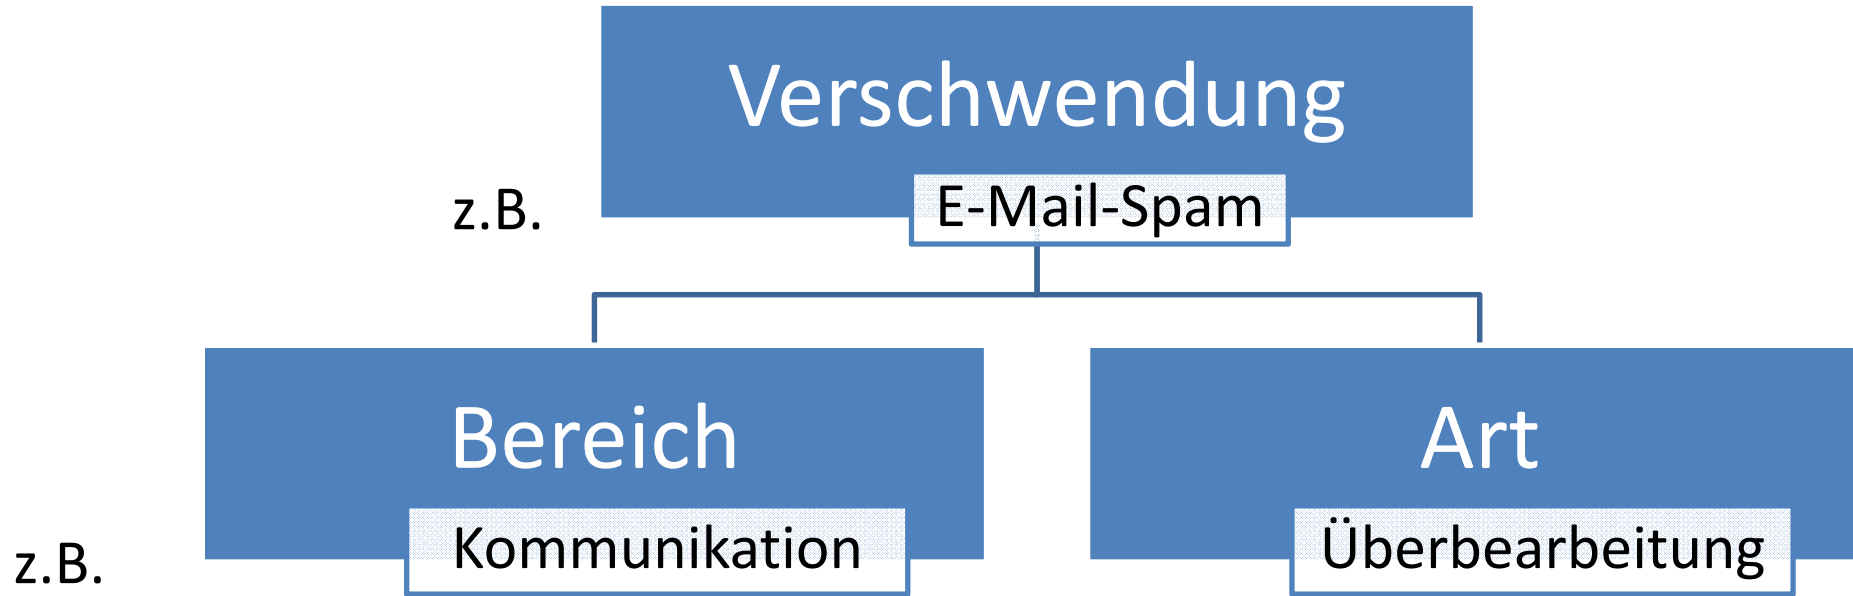 Verschwendung
z.B.
E-Mail-Spam
Bereich
Art
z.B.
Kommunikation
Überbearbeitung